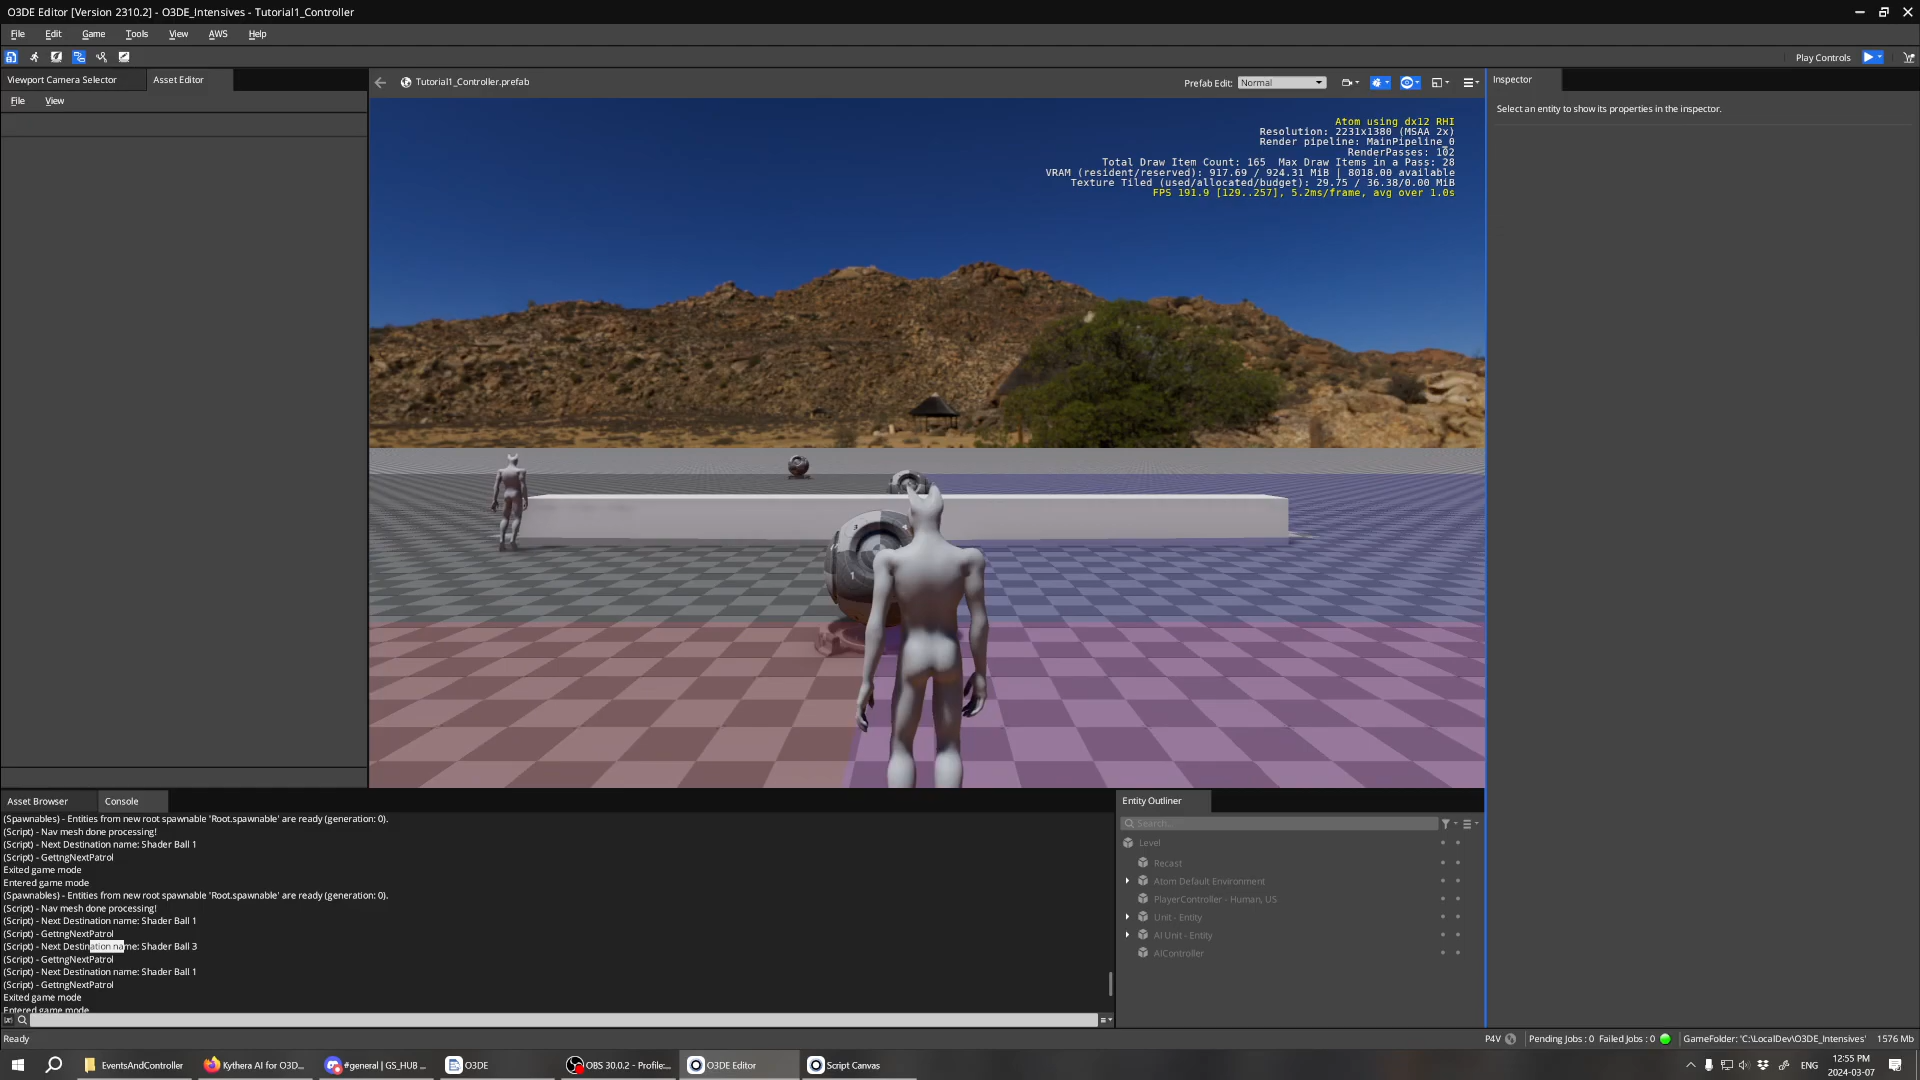 O3DE Editor [Version 2310.2] - O3DE_Intensives - Tutorial1_Controller
File Edit Game Tools View AWS Help
Play Controls
Viewport Camera Selector Asset Editor
File View
Tutorial1_Controller.prefab
Prefab Edit: Normal
Inspector
Select an entity to show its properties in the inspector.
Atom using dx12 RHI
Resolution: 2231x1380 (MSAA 2x)
Render pipeline: MainPipeline_0
RenderPasses: 102
Total Draw Item Count: 165 Max Draw Items in a Pass: 28
VRAM (resident/reserved): 917.69 / 924.31 MiB | 8018.00 available
Texture Tiled (used/allocated/budget): 29.75 / 36.38/0.00 MiB
FPS 191.9 [129..257], 5.2ms/frame, avg over 1.0s
3
1
Asset Browser Console
(Spawnables) - Entities from new root spawnable 'Root.spawnable' are ready (generation: 0).
(Script) - Nav mesh done processing!
(Script) - Next Destination name: Shader Ball 1
(Script) - GettngNextPatrol
Exited game mode
Entered game mode
(Spawnables) - Entities from new root spawnable 'Root.spawnable' are ready (generation: 0).
(Script) - Nav mesh done processing!
(Script) - Next Destination name: Shader Ball 1
(Script) - GettngNextPatrol
(Script) - Next Destination name: Shader Ball 3
(Script) - GettngNextPatrol
(Script) - Next Destination name: Shader Ball 1
(Script) - GettngNextPatrol
Exited game mode
Entered game mode
Entity Outliner
Search...
Level
Recast
Atom Default Environment
PlayerController - Human, US
Unit - Entity
AI Unit - Entity
AIController
Ready
P4V Pending Jobs : 0 Failed Jobs : 0 GameFolder: 'C:\LocalDev\O3DE_Intensives' 1576 Mb
EventsAndController
Kythera AI for O3D...
#general | GS_HUB ...
O3DE
OBS 30.0.2 - Profile:...
O3DE Editor
Script Canvas
ENG
12:55 PM
2024-03-07